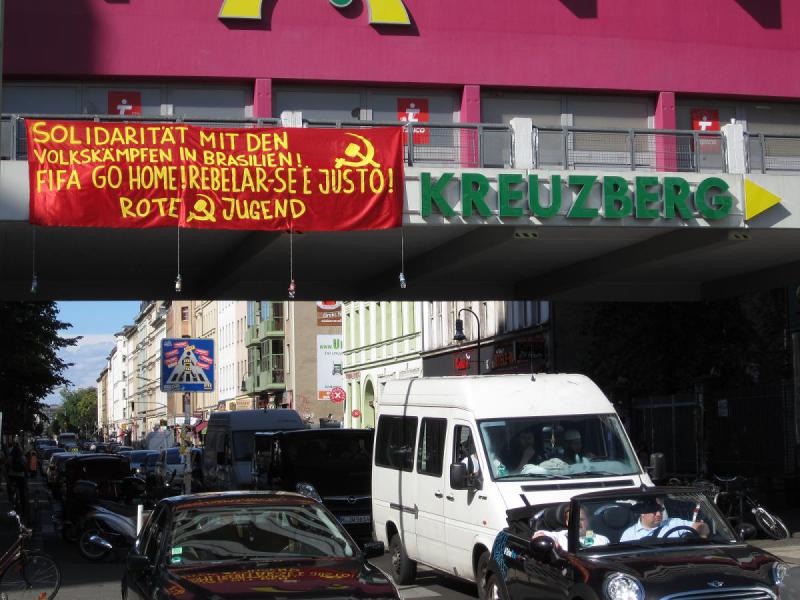 SOLIDARITÄT MIT DEN
VOLKSKÄMPFEN IN BRASILIEN!
FIFA GO HOME! REBELAR-SE É JUSTO!
ROTE JUGEND
KREUZBERG